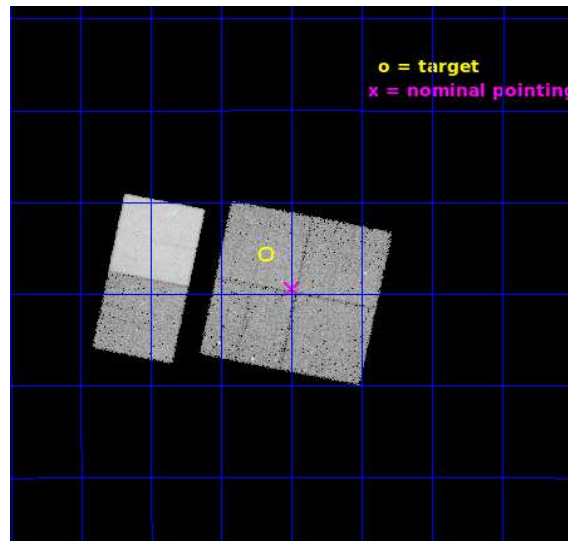 o = target
x = nominal pointing